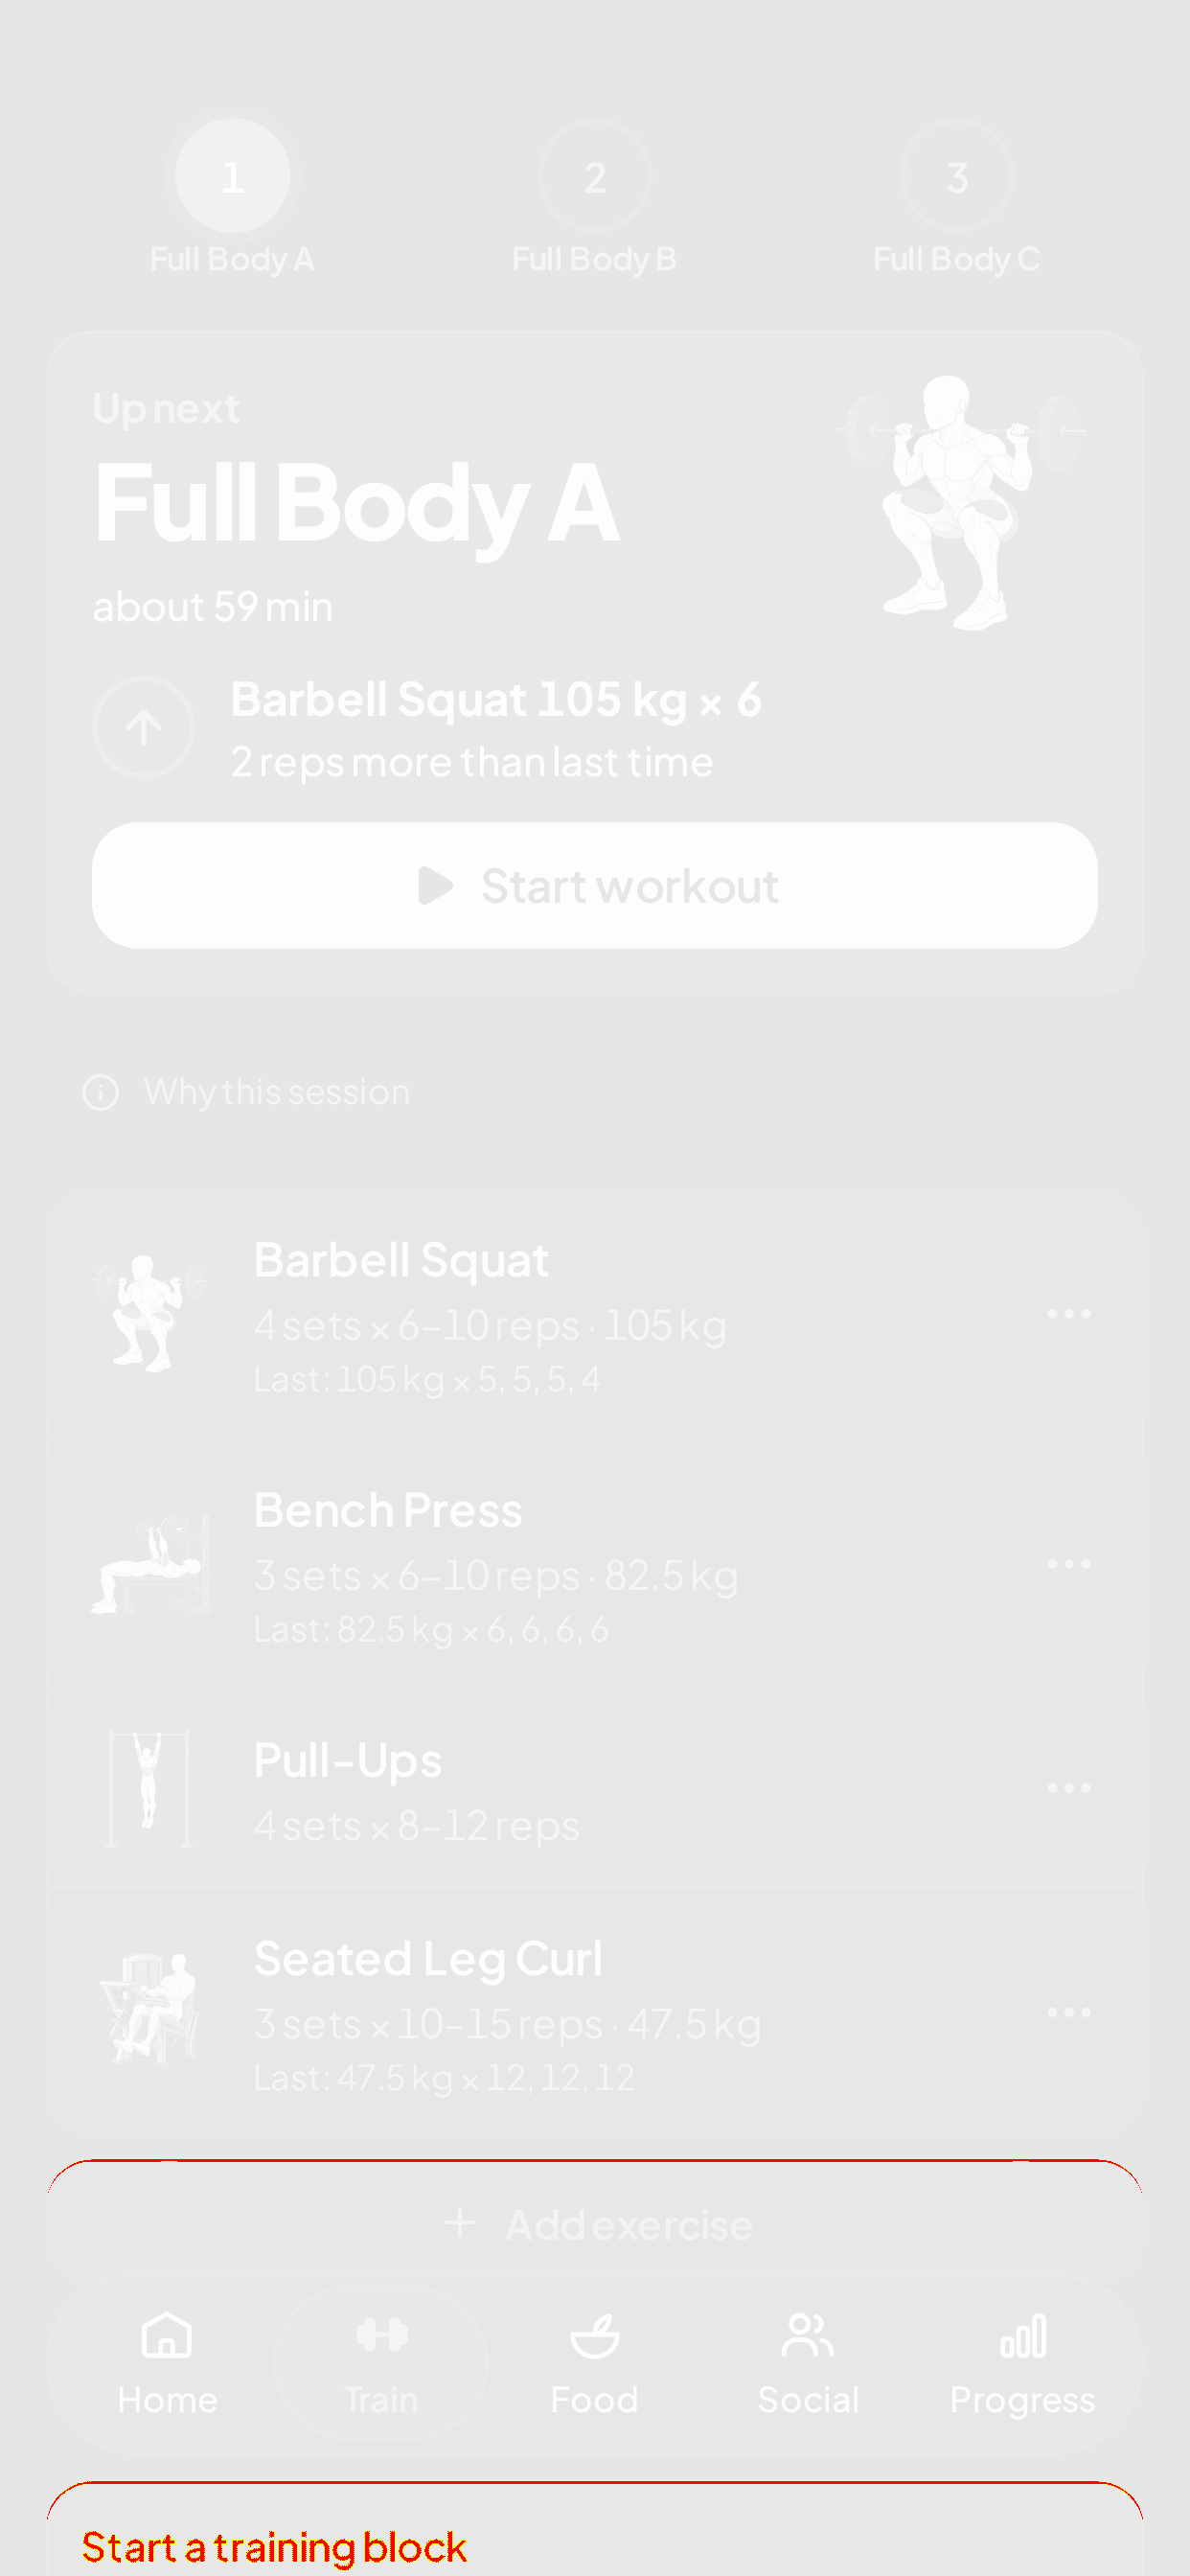 1
2
3
Full Body A
Full Body B
Full Body C
Up next
Full Body A
about 59 min
Barbell Squat 105 kg × 6
2 reps more than last time
Start workout
Why this session
Barbell Squat
4 sets × 6–10 reps · 105 kg
Last: 105 kg × 5, 5, 5, 4
Bench Press
3 sets × 6–10 reps · 82.5 kg
Last: 82.5 kg × 6, 6, 6, 6
Pull-Ups
4 sets × 8–12 reps
Seated Leg Curl
3 sets × 10–15 reps · 47.5 kg
Last: 47.5 kg × 12, 12, 12
Add exercise
Home
Train
Food
Social
Progress
Start a training block